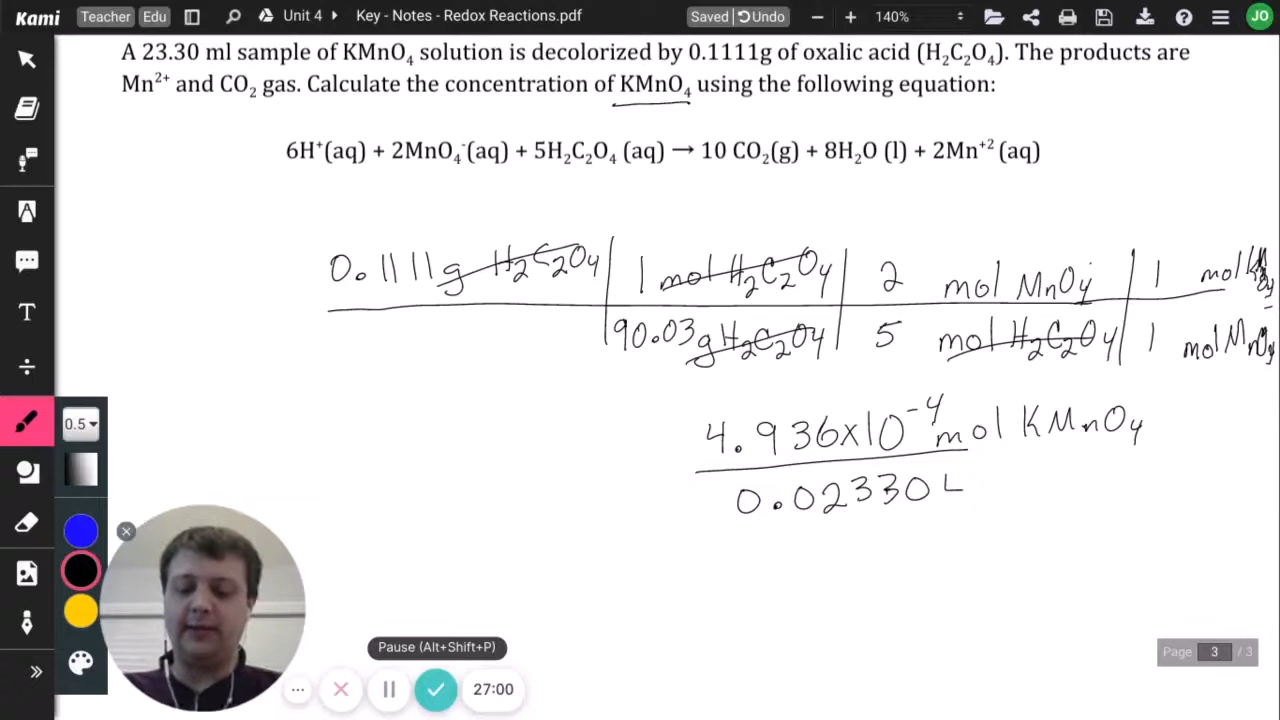 Kami Teacher Edu Unit 4 › Key - Notes - Redox Reactions.pdf Saved Undo 140% JO
A 23.30 ml sample of KMnO₄ solution is decolorized by 0.1111g of oxalic acid (H₂C₂O₄). The products are
Mn²⁺ and CO₂ gas. Calculate the concentration of KMnO₄ using the following equation:
6H⁺(aq) + 2MnO₄⁻(aq) + 5H₂C₂O₄ (aq) → 10 CO₂(g) + 8H₂O (l) + 2Mn⁺² (aq)
0.1111g H₂C₂O₄ 1 mol H₂C₂O₄ 2 mol MnO₄⁻ 1 mol
90.03g H₂C₂O₄ 5 mol H₂C₂O₄ 1 mol MnO₄
0.5
4.936x10⁻⁴ mol KMnO₄
0.02330 L
Pause (Alt+Shift+P)
Page 3 / 3
27:00